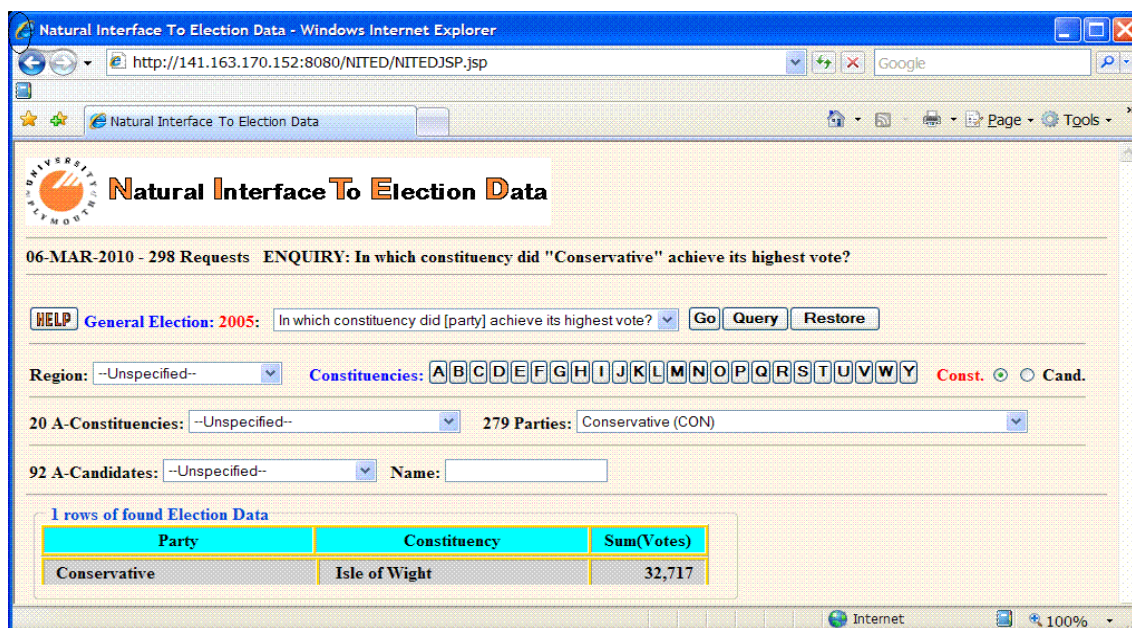 Natural Interface To Election Data - Windows Internet Explorer
http://141.163.170.152:8080/NITED/NITEDJSP.jsp Google
Natural Interface To Election Data Page Tools
UNIVERSITY OF PLYMOUTH
Natural Interface To Election Data
06-MAR-2010 - 298 Requests ENQUIRY: In which constituency did "Conservative" achieve its highest vote?
HELP General Election: 2005: In which constituency did [party] achieve its highest vote? Go Query Restore
Region: --Unspecified-- Constituencies: A B C D E F G H I J K L M N O P Q R S T U V W Y Const. Cand.
20 A-Constituencies: --Unspecified-- 279 Parties: Conservative (CON)
92 A-Candidates: --Unspecified-- Name:
1 rows of found Election Data
Party Constituency Sum(Votes)
Conservative Isle of Wight 32,717
Internet 100%